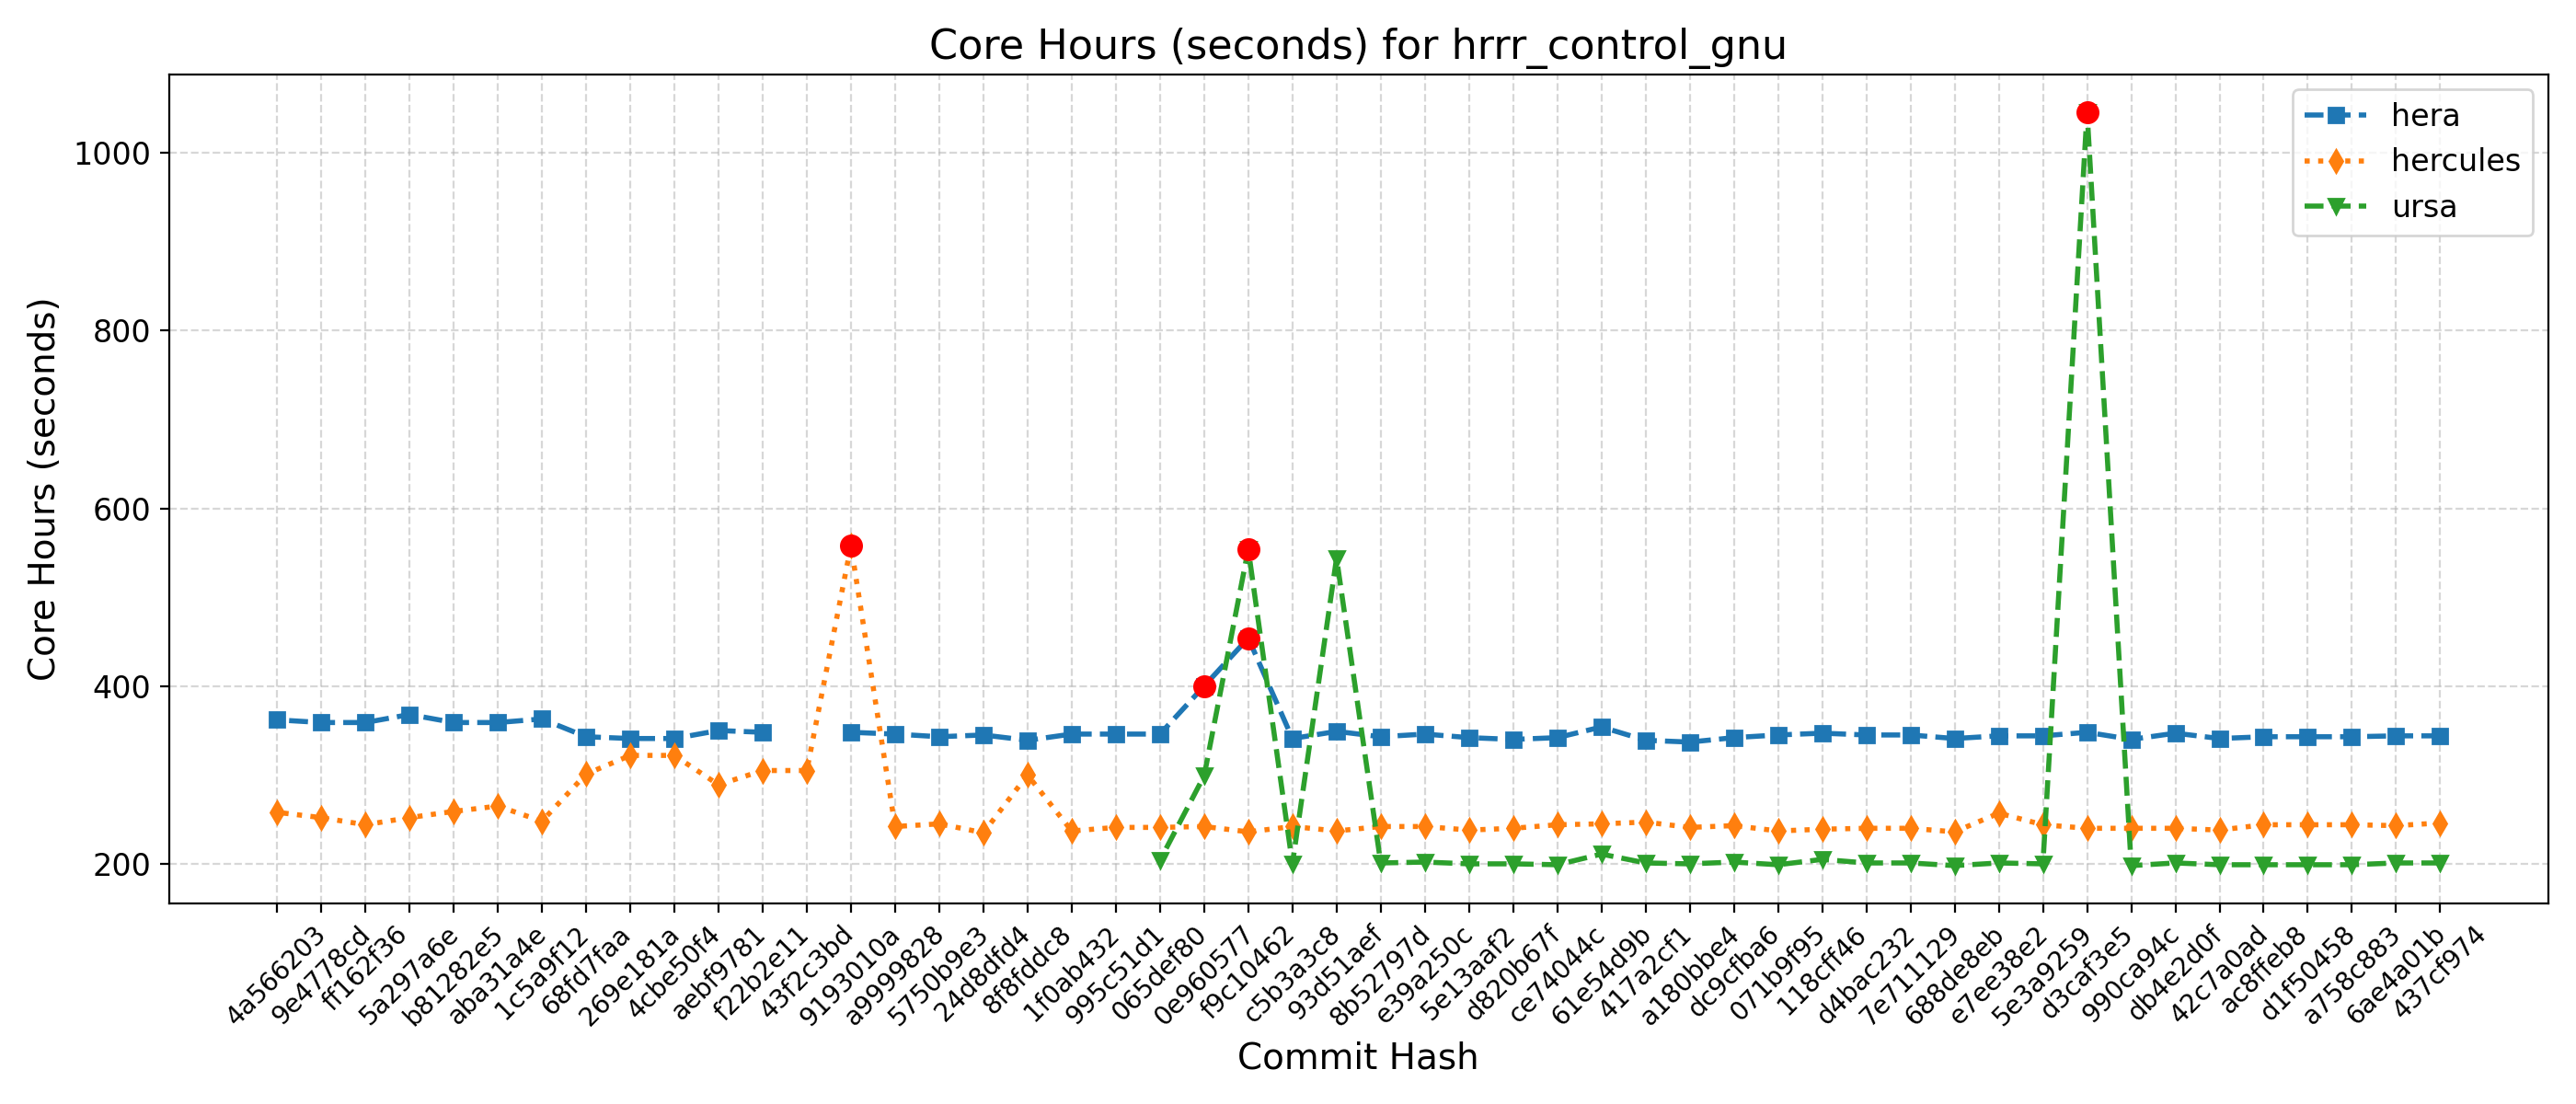 Core Hours (seconds) for hrrr_control_gnu
Core Hours (seconds)
1000
800
600
400
200
hera
hercules
ursa
4a566203
9e4778cd
ff162f36
5a297a6e
b81282e5
aba31a4e
1c5a9f12
68fd7faa
269e181a
4cbe50f4
aebf9781
f22b2e11
43f2c3bd
9193010a
a9999828
5750b9e3
24d8dfd4
8f8fddc8
1f0ab432
995c51d1
065def80
0e960577
f9c10462
c5b3a3c8
93d51aef
8b52797d
e39a250c
5e13aaf2
d820b67f
ce74044c
61e54d9b
417a2cf1
a180bbe4
dc9cfba6
071b9f95
118cff46
d4bac232
7e711129
688de8eb
e7ee38e2
5e3a9259
d3caf3e5
990ca94c
db4e2d0f
42c7a0ad
ac8ffeb8
d1f50458
a758c883
6ae4a01b
437cf974
Commit Hash